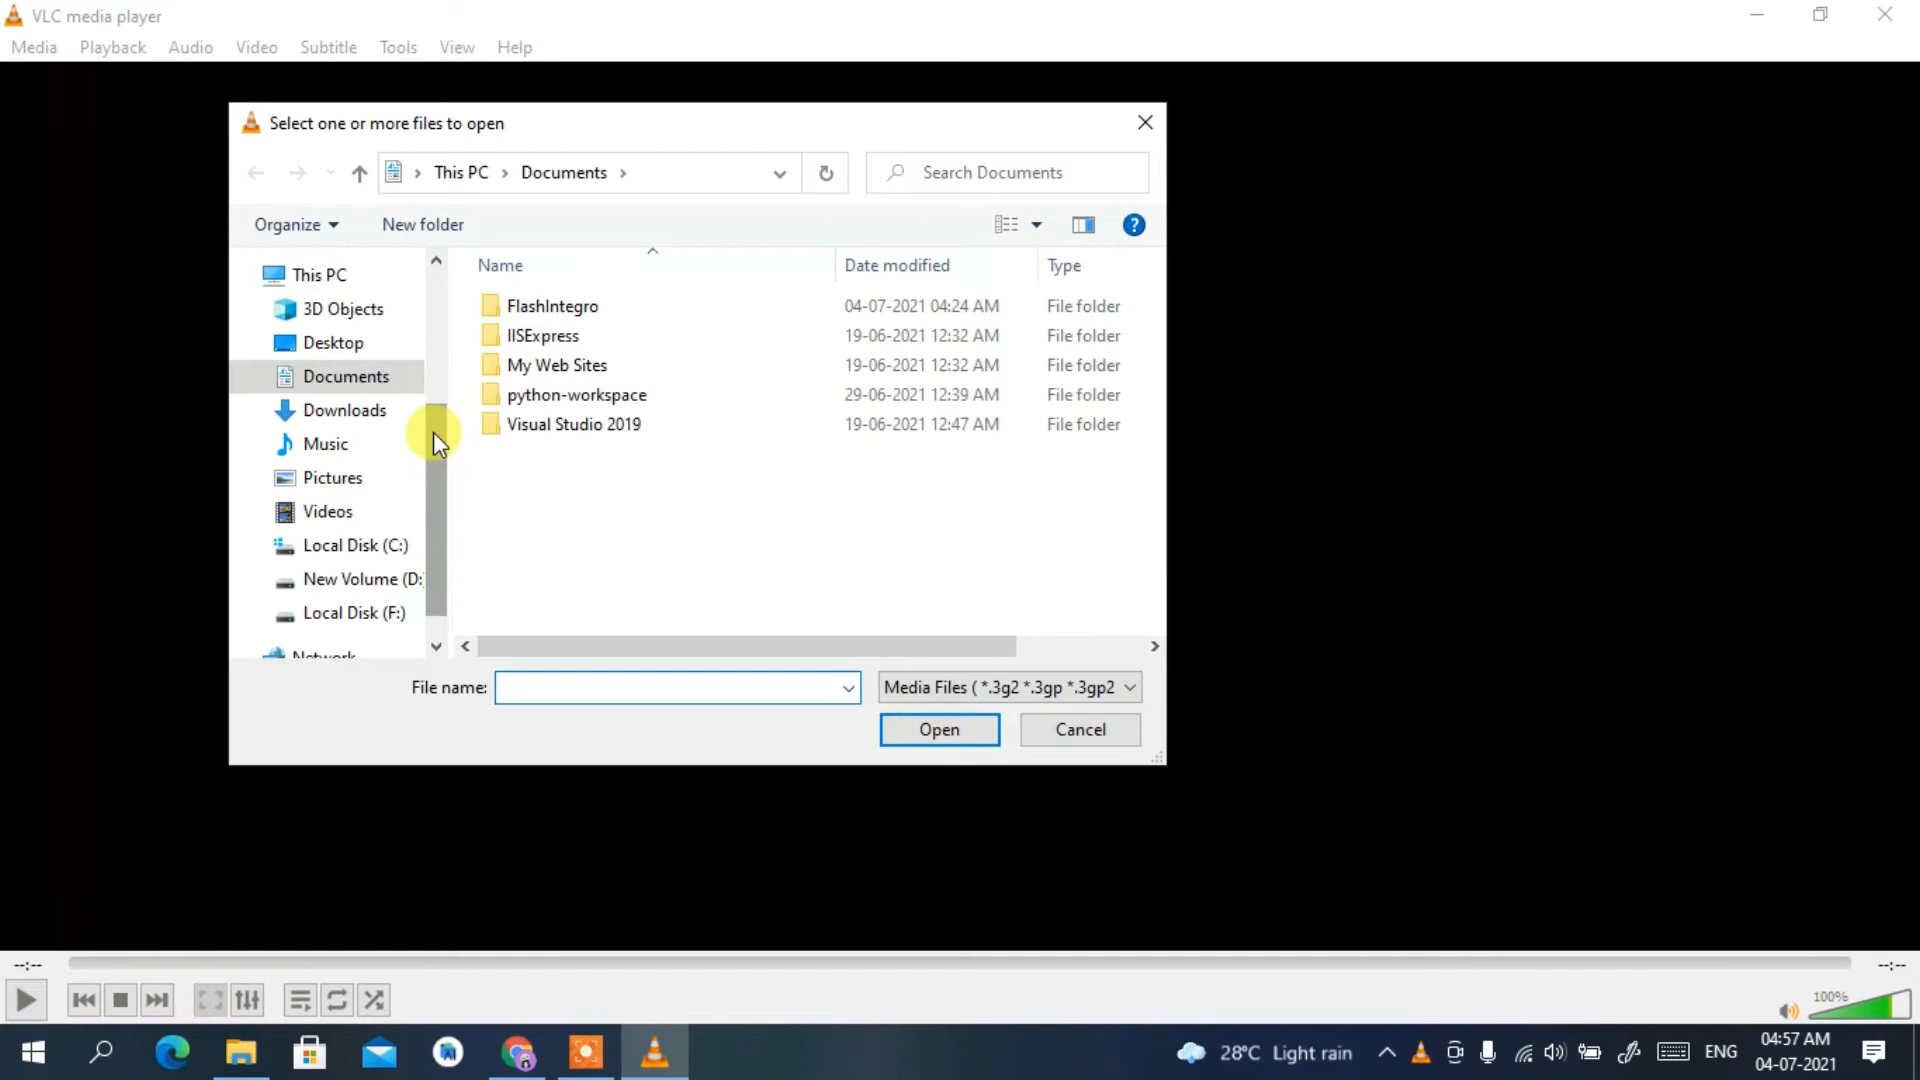 VLC media player
Media Playback Audio Video Subtitle Tools View Help
Select one or more files to open
This PC Documents
Search Documents
Organize New folder
Name Date modified Type
This PC
3D Objects
Desktop
Documents
Downloads
Music
Pictures
Videos
Local Disk (C:)
New Volume (D:
Local Disk (F:)
Network
FlashIntegro 04-07-2021 04:24 AM File folder
IISExpress 19-06-2021 12:32 AM File folder
My Web Sites 19-06-2021 12:32 AM File folder
python-workspace 29-06-2021 12:39 AM File folder
Visual Studio 2019 19-06-2021 12:47 AM File folder
File name: Media Files ( *.3g2 *.3gp *.3gp2
Open Cancel
--:-- --:--
100%
28°C Light rain ENG 04:57 AM
04-07-2021